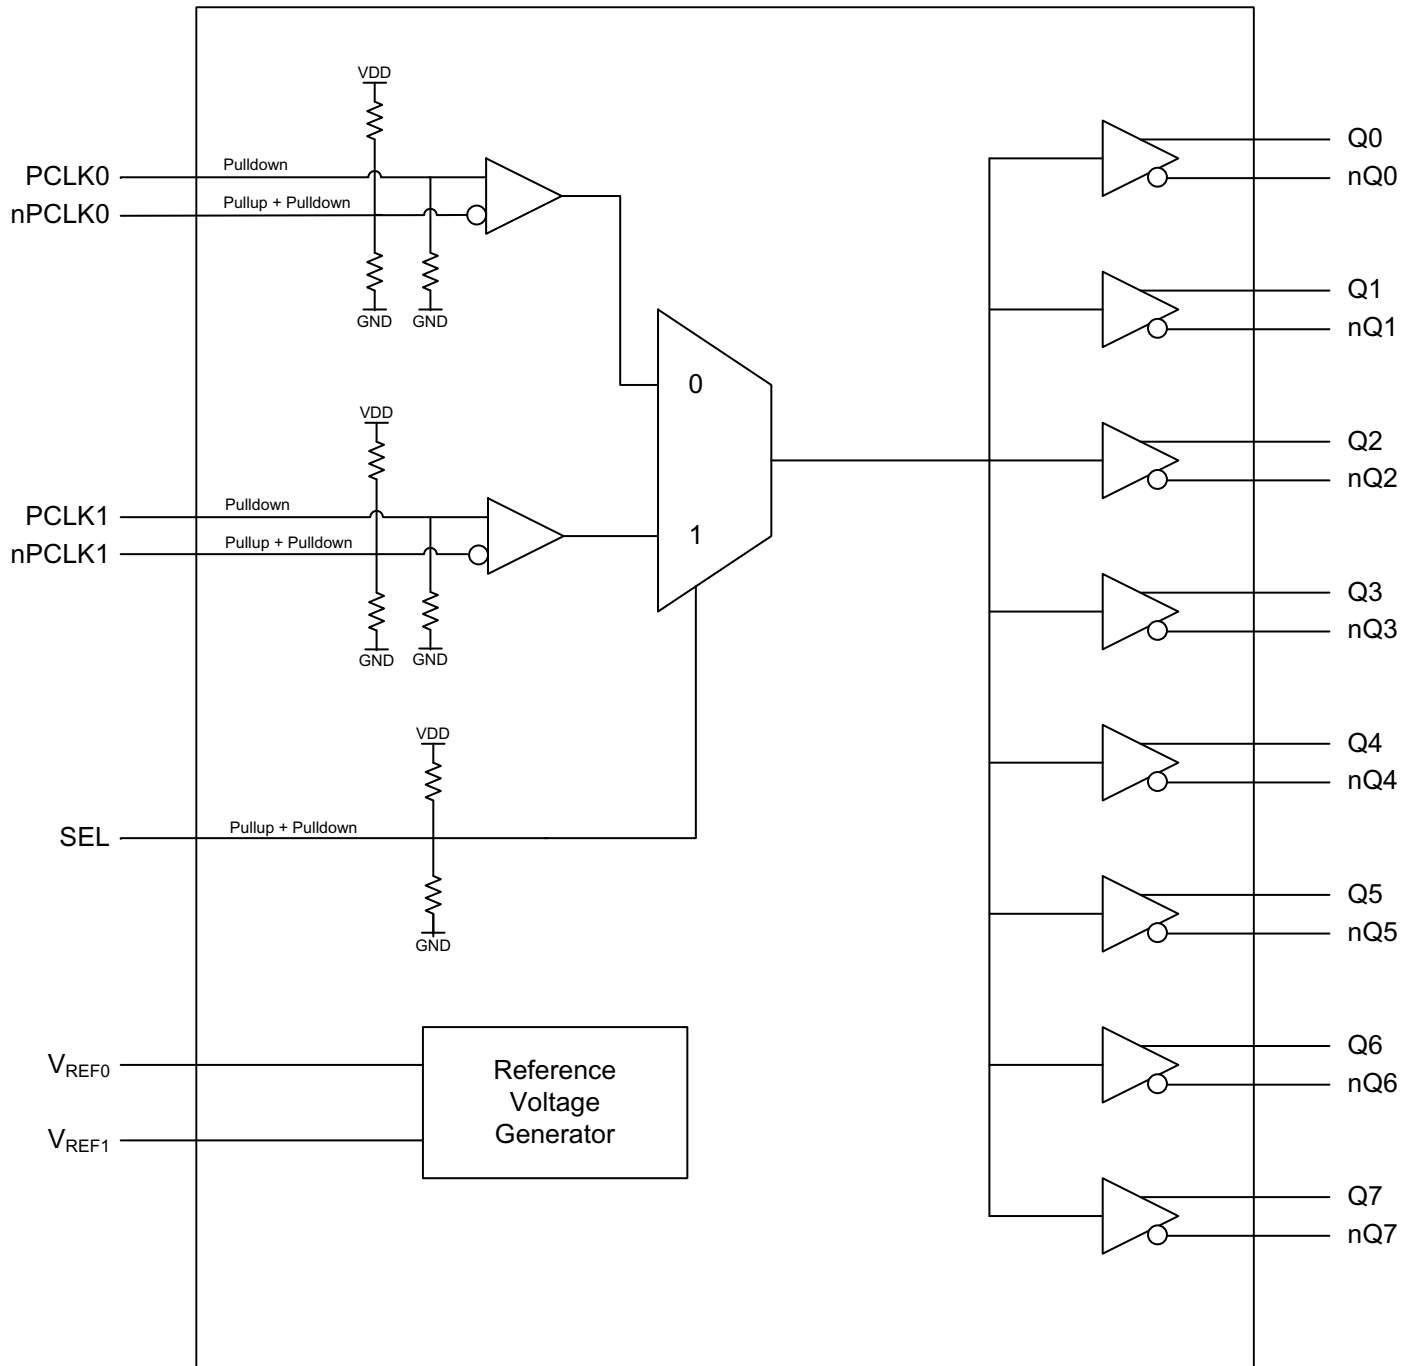 VDD
PCLK0
Pulldown
nPCLK0
Pullup + Pulldown
GND
GND
VDD
PCLK1
Pulldown
nPCLK1
Pullup + Pulldown
GND
GND
0
1
VDD
SEL
Pullup + Pulldown
GND
VREF0
VREF1
Reference
Voltage
Generator
Q0
nQ0
Q1
nQ1
Q2
nQ2
Q3
nQ3
Q4
nQ4
Q5
nQ5
Q6
nQ6
Q7
nQ7